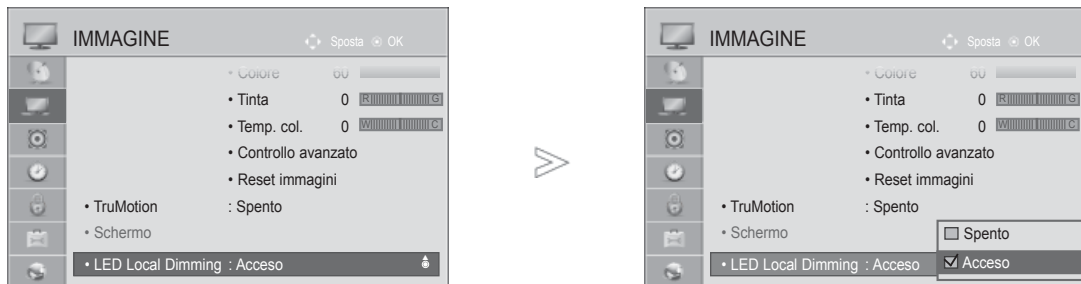 IMMAGINE
Sposta OK
• Colore 60
• Tinta 0 R G
• Temp. col. 0 W C
• Controllo avanzato
• Reset immagini
• TruMotion : Spento
• Schermo
• LED Local Dimming : Acceso
IMMAGINE
Sposta OK
• Colore 60
• Tinta 0 R G
• Temp. col. 0 W C
• Controllo avanzato
• Reset immagini
• TruMotion : Spento
• Schermo
• LED Local Dimming : Acceso
Spento
Acceso